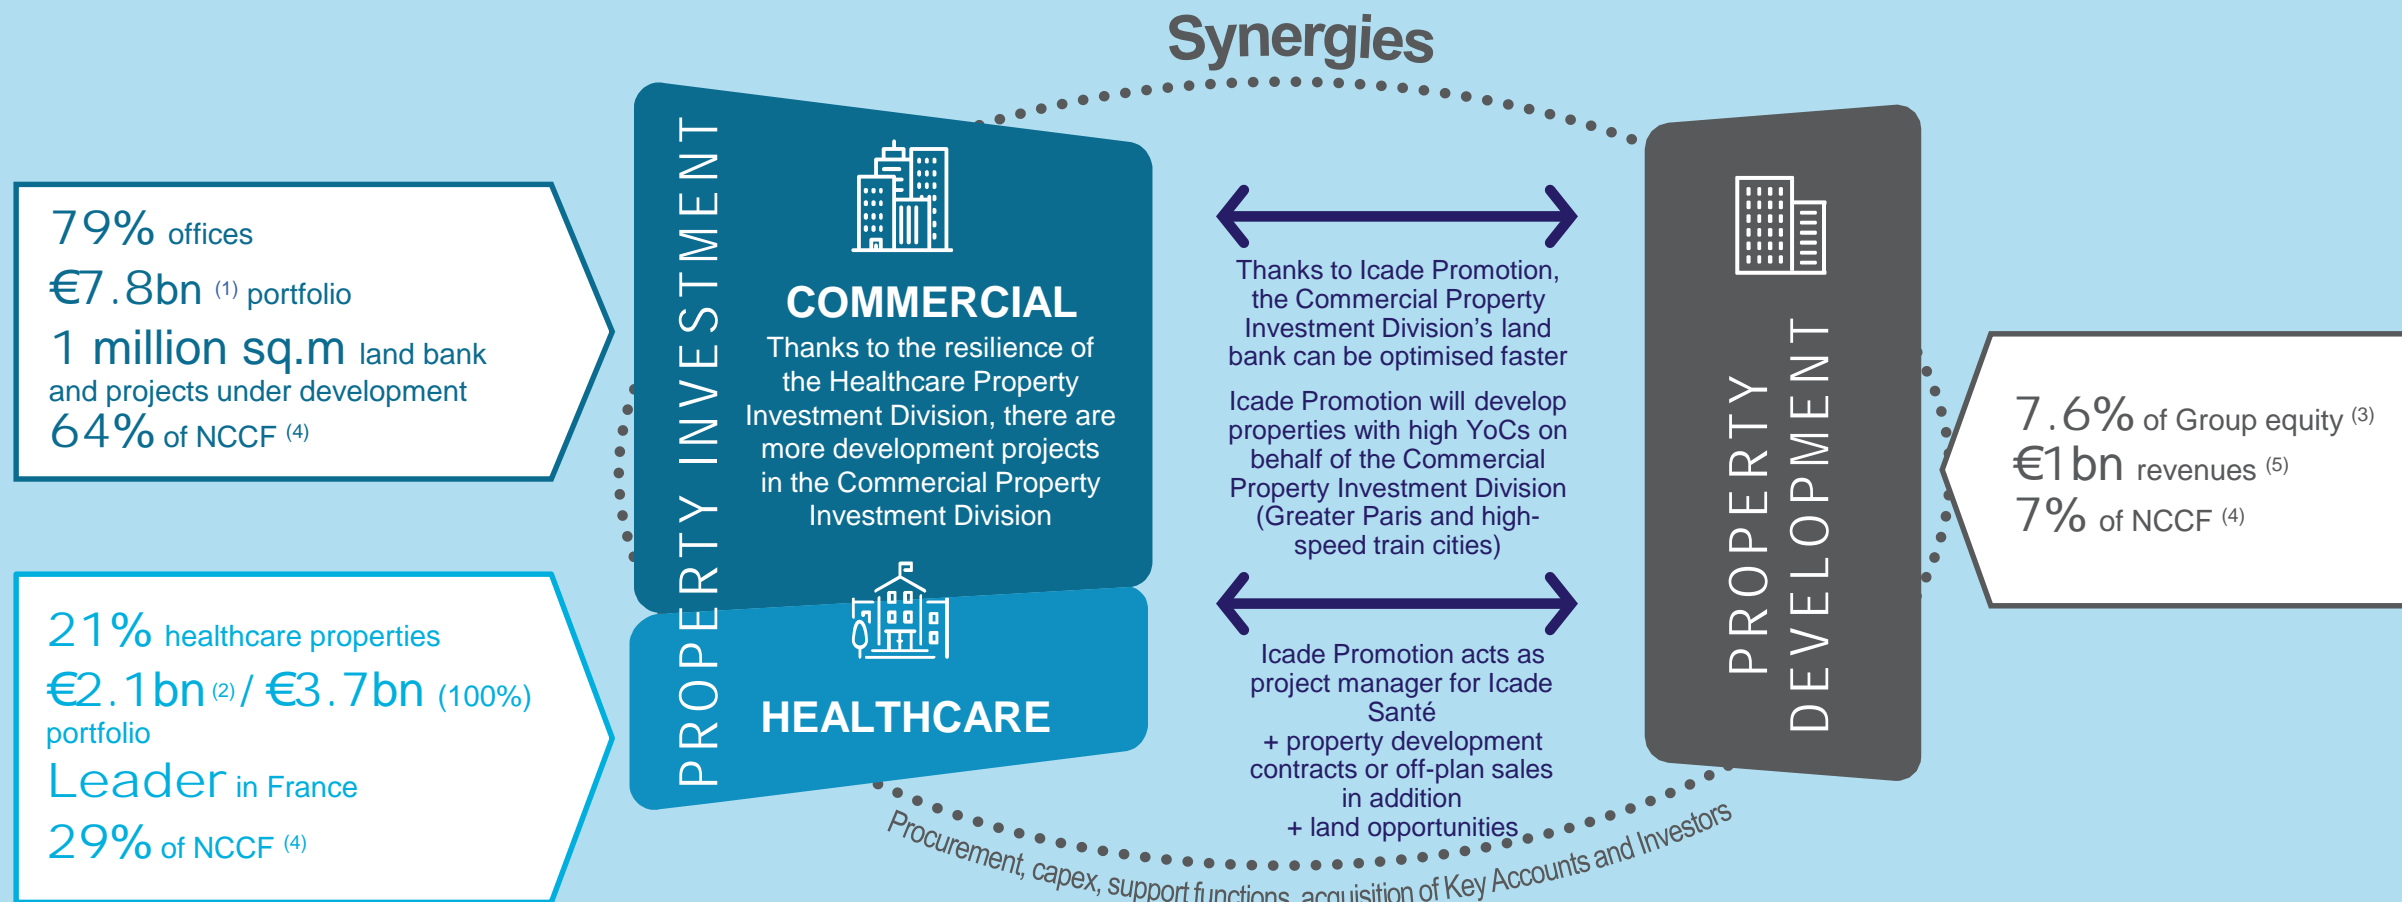 Synergies
79% offices
€7.8bn (1) portfolio
1 million sq.m land bank
and projects under development
64% of NCCF (4)
21% healthcare properties
€2.1bn (2) / €3.7bn (100%)
portfolio
Leader in France
29% of NCCF (4)
PROPERTY INVESTMENT
COMMERCIAL
Thanks to the resilience of
the Healthcare Property
Investment Division, there are
more development projects
in the Commercial Property
Investment Division
HEALTHCARE
Thanks to Icade Promotion,
the Commercial Property
Investment Division’s land
bank can be optimised faster
Icade Promotion will develop
properties with high YoCs on
behalf of the Commercial
Property Investment Division
(Greater Paris and high-
speed train cities)
Icade Promotion acts as
project manager for Icade
Santé
+ property development
contracts or off-plan sales
in addition
+ land opportunities
PROPERTY
DEVELOPMENT
7.6% of Group equity (3)
€1bn revenues (5)
7% of NCCF (4)
Procurement, capex, support functions, acquisition of Key Accounts and Investors